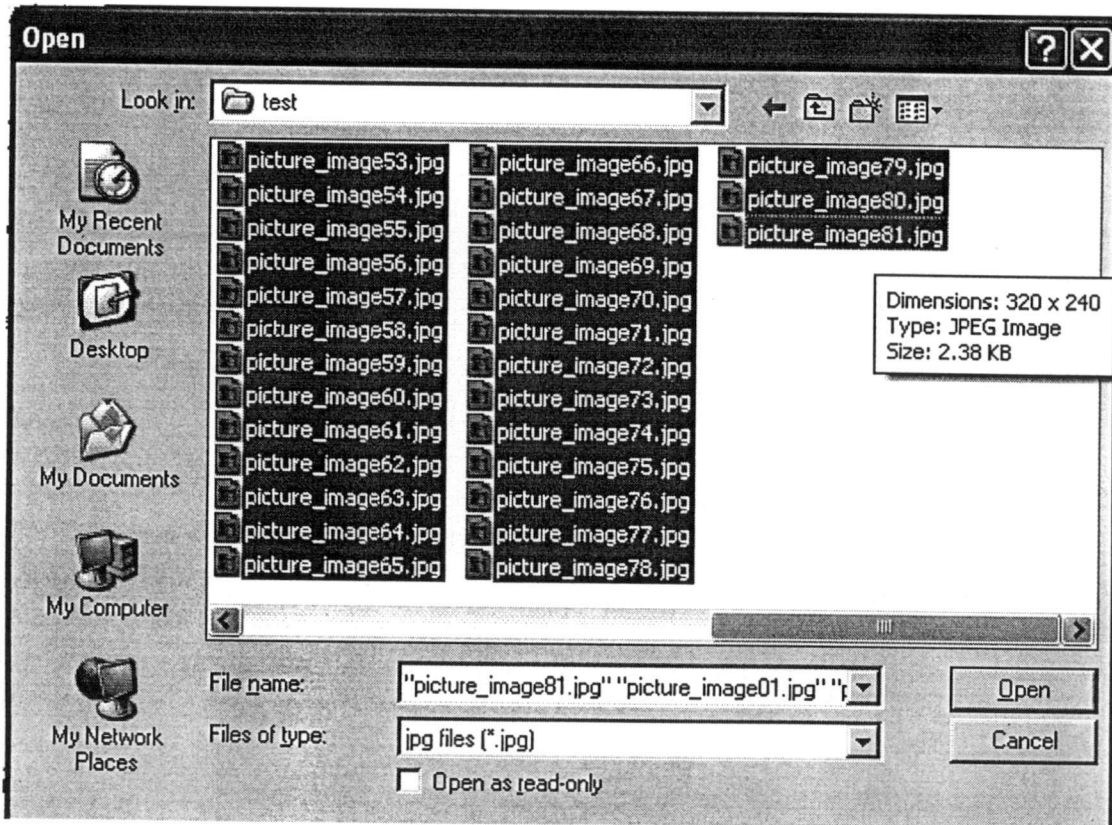 Open
Look in: test
picture_image53.jpg
picture_image54.jpg
picture_image55.jpg
picture_image56.jpg
picture_image57.jpg
picture_image58.jpg
picture_image59.jpg
picture_image60.jpg
picture_image61.jpg
picture_image62.jpg
picture_image63.jpg
picture_image64.jpg
picture_image65.jpg
picture_image66.jpg
picture_image67.jpg
picture_image68.jpg
picture_image69.jpg
picture_image70.jpg
picture_image71.jpg
picture_image72.jpg
picture_image73.jpg
picture_image74.jpg
picture_image75.jpg
picture_image76.jpg
picture_image77.jpg
picture_image78.jpg
picture_image79.jpg
picture_image80.jpg
picture_image81.jpg
Dimensions: 320 x 240
Type: JPEG Image
Size: 2.38 KB
My Recent
Documents
Desktop
My Documents
My Computer
My Network
Places
File name: "picture_image81.jpg" "picture_image01.jpg"
Open
Files of type: jpg files (*.jpg)
Cancel
Open as read-only